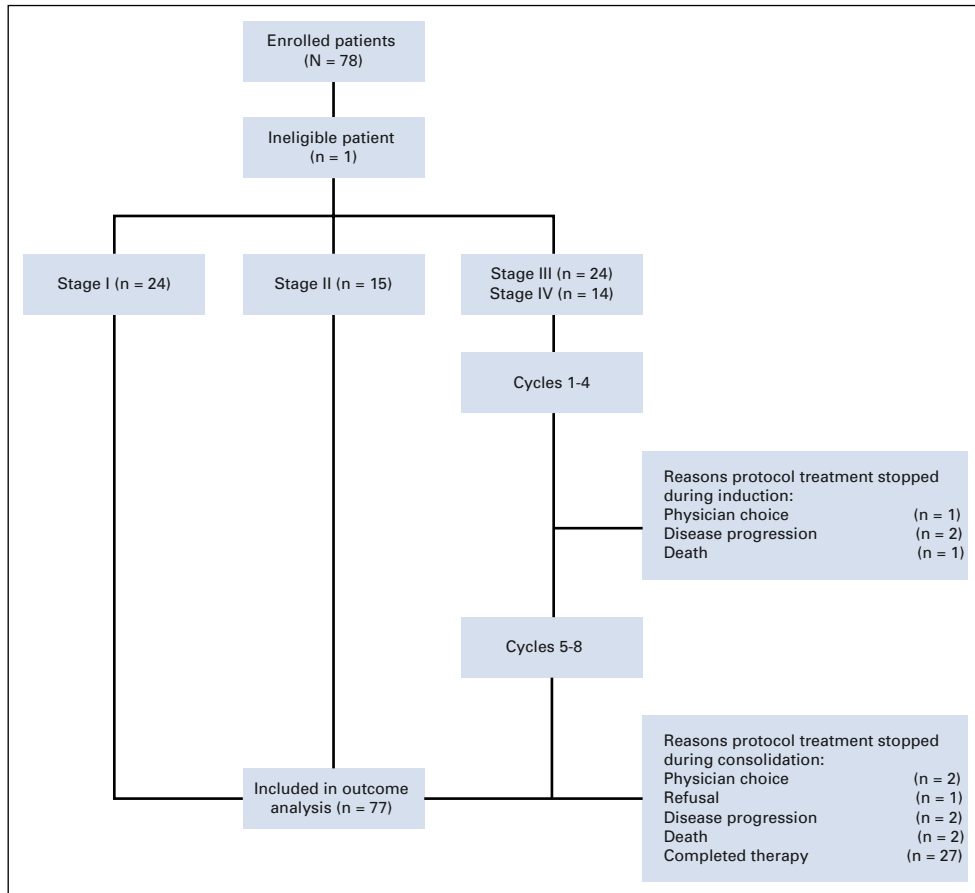 Enrolled patients
(N = 78)
Ineligible patient
(n = 1)
Stage I (n = 24)
Stage II (n = 15)
Stage III (n = 24)
Stage IV (n = 14)
Cycles 1-4
Reasons protocol treatment stopped
during induction:
Physician choice (n = 1)
Disease progression (n = 2)
Death (n = 1)
Cycles 5-8
Reasons protocol treatment stopped
during consolidation:
Physician choice (n = 2)
Refusal (n = 1)
Disease progression (n = 2)
Death (n = 2)
Completed therapy (n = 27)
Included in outcome
analysis (n = 77)